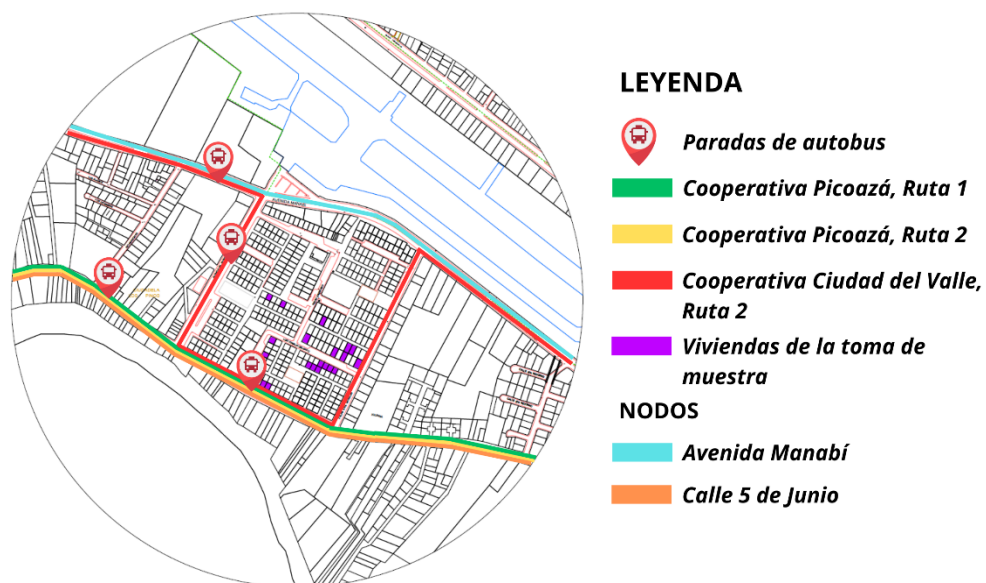 LEYENDA
Paradas de autobus
Cooperativa Picoazá, Ruta 1
Cooperativa Picoazá, Ruta 2
Cooperativa Ciudad del Valle,
Ruta 2
Viviendas de la toma de
muestra
NODOS
Avenida Manabí
Calle 5 de Junio